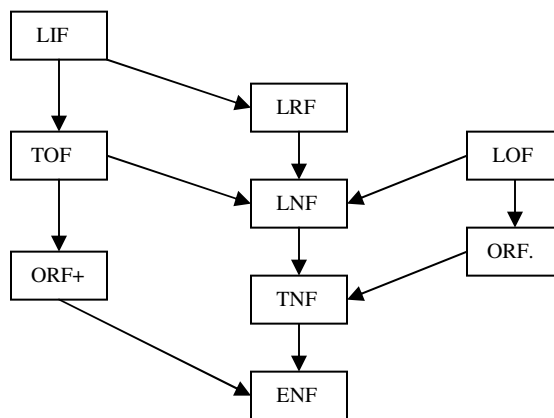 LIF
LRF
TOF
LOF
LNF
ORF.
ORF+
TNF
ENF